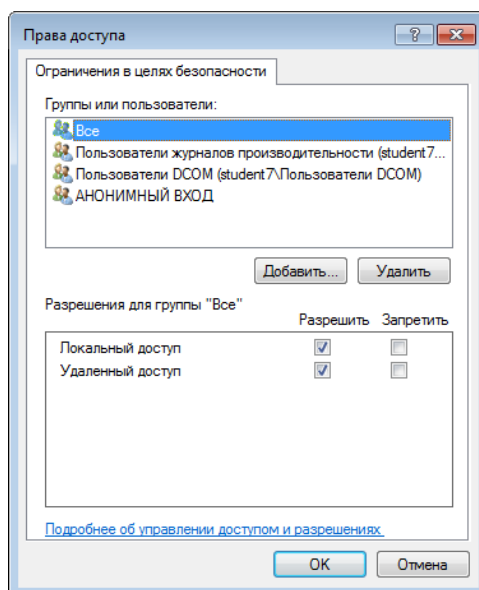 Права доступа
Ограничения в целях безопасности
Группы или пользователи:
Все
Пользователи журналов производительности (student7...
Пользователи DCOM (student7\Пользователи DCOM)
АНОНИМНЫЙ ВХОД
Добавить... Удалить
Разрешения для группы "Все"
Разрешить Запретить
Локальный доступ
Удаленный доступ
Подробнее об управлении доступом и разрешениях
OK Отмена